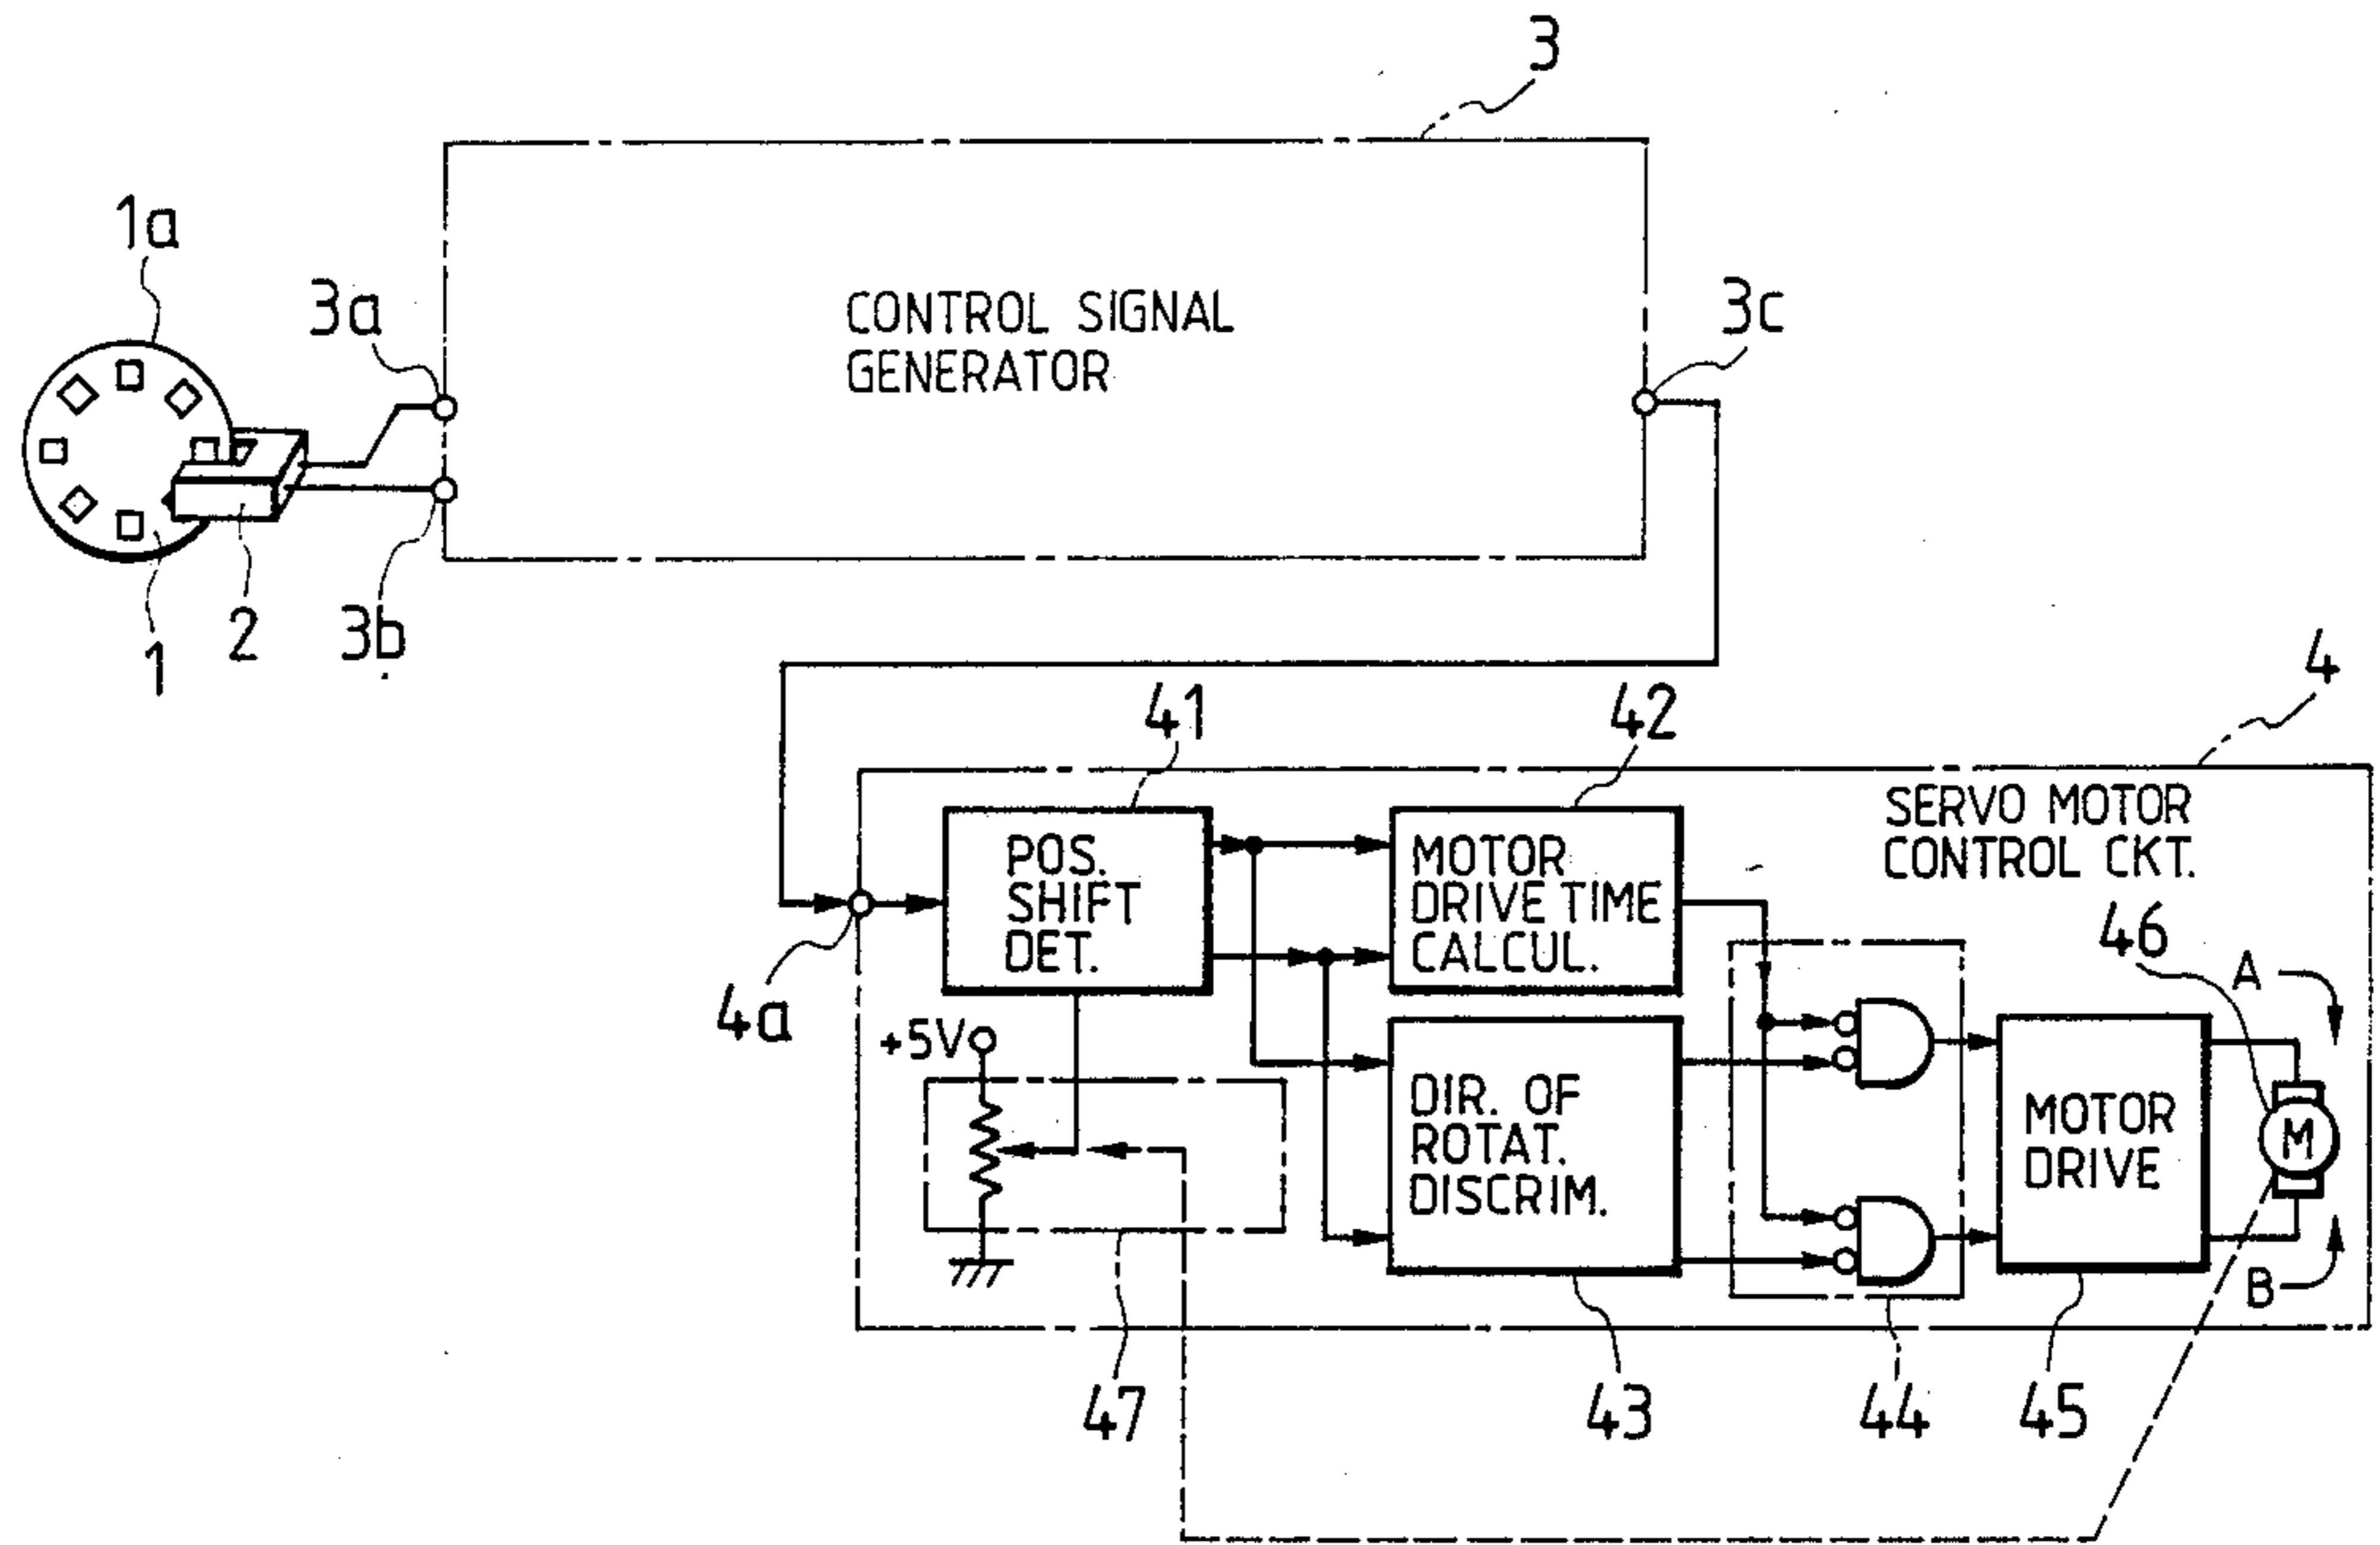 3
1a
3a
CONTROL SIGNAL
GENERATOR
3c
1
2
3b
4
41
42
SERVO MOTOR
CONTROL CKT.
POS.
SHIFT
DET.
MOTOR
DRIVE TIME
CALCUL.
46
A
4a
+5V
DIR. OF
ROTAT.
DISCRIM.
MOTOR
DRIVE
M
B
47
43
44
45